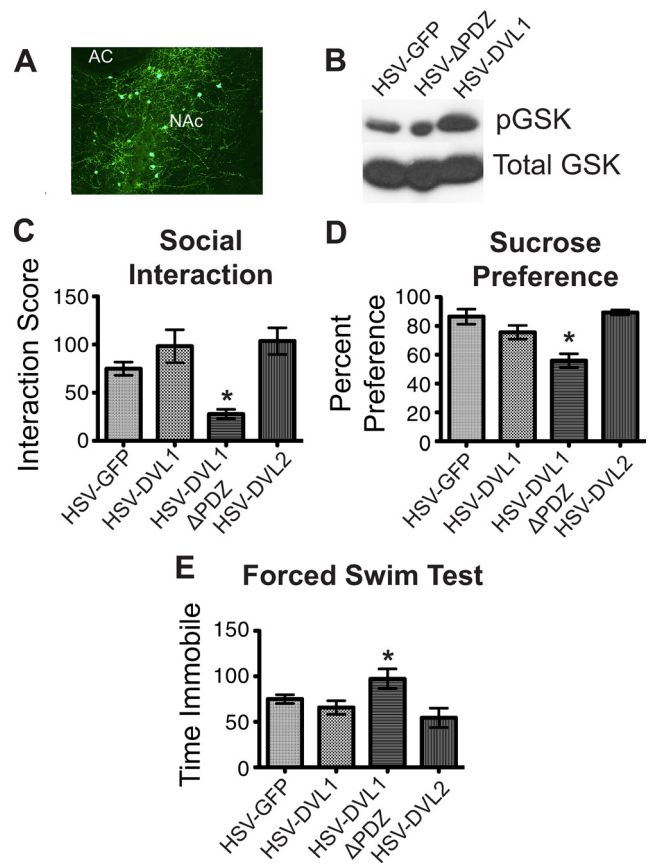 A
AC
NAc
B
HSV-GFP
HSV-ΔPDZ
HSV-DVL1
pGSK
Total GSK
C
Social
Interaction
Interaction Score
150
100
50
0
*
HSV-GFP
HSV-DVL1
HSV-DVL1
ΔPDZ
HSV-DVL2
D
Sucrose
Preference
Percent
Preference
100
80
60
40
20
0
*
HSV-GFP
HSV-DVL1
HSV-DVL1
ΔPDZ
HSV-DVL2
E
Forced Swim Test
Time Immobile
150
100
50
0
*
HSV-GFP
HSV-DVL1
HSV-DVL1
ΔPDZ
HSV-DVL2